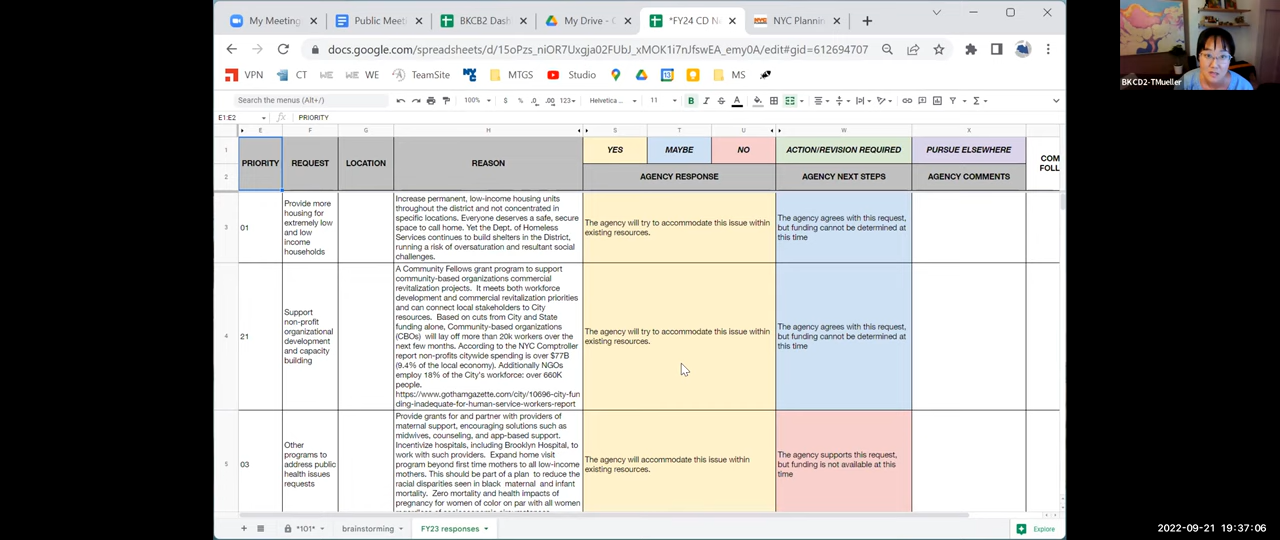 My Meeting
Public Meeti
BKCB2 Dash
My Drive - G
*FY24 CD N
NYC Plannin
docs.google.com/spreadsheets/d/15oPzs_niOR7Uxgja02FUbJ_xMOK1i7nJfswEA_emy0A/edit#gid=612694707
VPN CT WE TeamSite MTGS Studio MS
Search the menus (Alt+/)
100% $ % .0 .00 123 Helvetica... 11 B I S A
E1:E2 fx PRIORITY
E F G H S T U W X
1 2 PRIORITY REQUEST LOCATION REASON
YES MAYBE NO ACTION/REVISION REQUIRED PURSUE ELSEWHERE
AGENCY RESPONSE AGENCY NEXT STEPS AGENCY COMMENTS
COM
FOLL
3
01
Provide more
housing for
extremely low
and low
income
households
Increase permanent, low-income housing units
throughout the district and not concentrated in
specific locations. Everyone deserves a safe, secure
space to call home. Yet the Dept. of Homeless
Services continues to build shelters in the District,
running a risk of oversaturation and resultant social
challenges.
The agency will try to accommodate this issue within
existing resources.
The agency agrees with this request,
but funding cannot be determined at
this time
4
21
Support
non-profit
organizational
development
and capacity
building
A Community Fellows grant program to support
community-based organizations commercial
revitalization projects. It meets both workforce
development and commercial revitalization priorities
and can connect local stakeholders to City
resources. Based on cuts from City and State
funding alone, Community-based organizations
(CBOs) will lay off more than 20k workers over the
next few months. According to the NYC Comptroller
report non-profits citywide spending is over $77B
(9.4% of the local economy). Additionally NGOs
employ 18% of the City's workforce: over 660K
people.
https://www.gothamgazette.com/city/10696-city-fun
ding-inadequate-for-human-service-workers-report
The agency will try to accommodate this issue within
existing resources.
The agency agrees with this request,
but funding cannot be determined at
this time
5
03
Other
programs to
address public
health issues
requests
Provide grants for and partner with providers of
maternal support, encouraging solutions such as
midwives, counseling, and app-based support.
Incentivize hospitals, including Brooklyn Hospital, to
work with such providers. Expand home visit
program beyond first time mothers to all low-income
mothers. This should be part of a plan to reduce the
racial disparities seen in black maternal and infant
mortality. Zero mortality and health impacts of
pregnancy for women of color on par with all women
The agency will accommodate this issue within
existing resources.
The agency supports this request,
but funding is not available at this
time
*101* brainstorming FY23 responses Explore
BKCD2-TMueller
2022-09-21 19:37:06